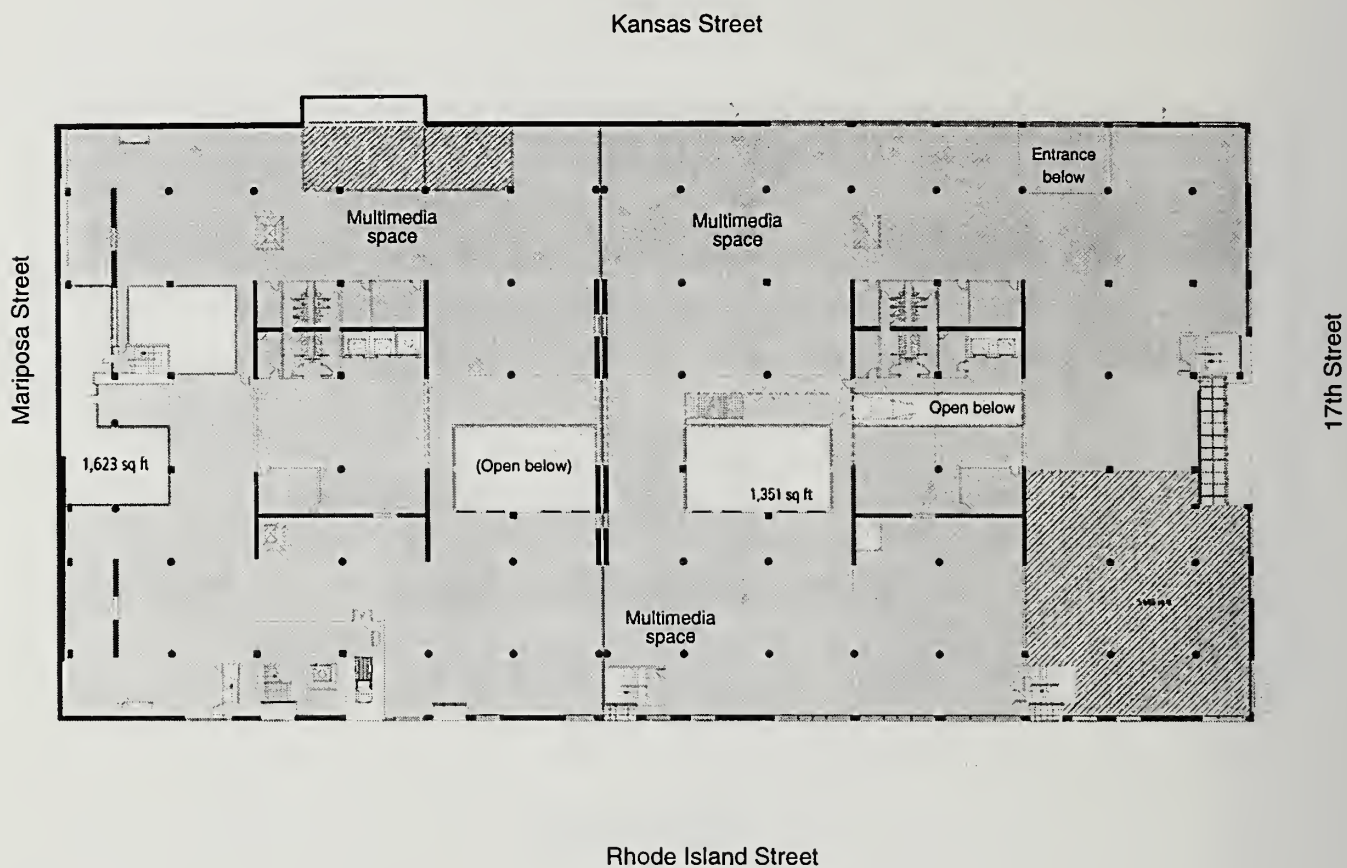 Kansas Street
Entrance
below
Multimedia
space
Multimedia
space
Mariposa Street
17th Street
Open below
1,623 sq ft
(Open below)
1,351 sq ft
Multimedia
space
Rhode Island Street